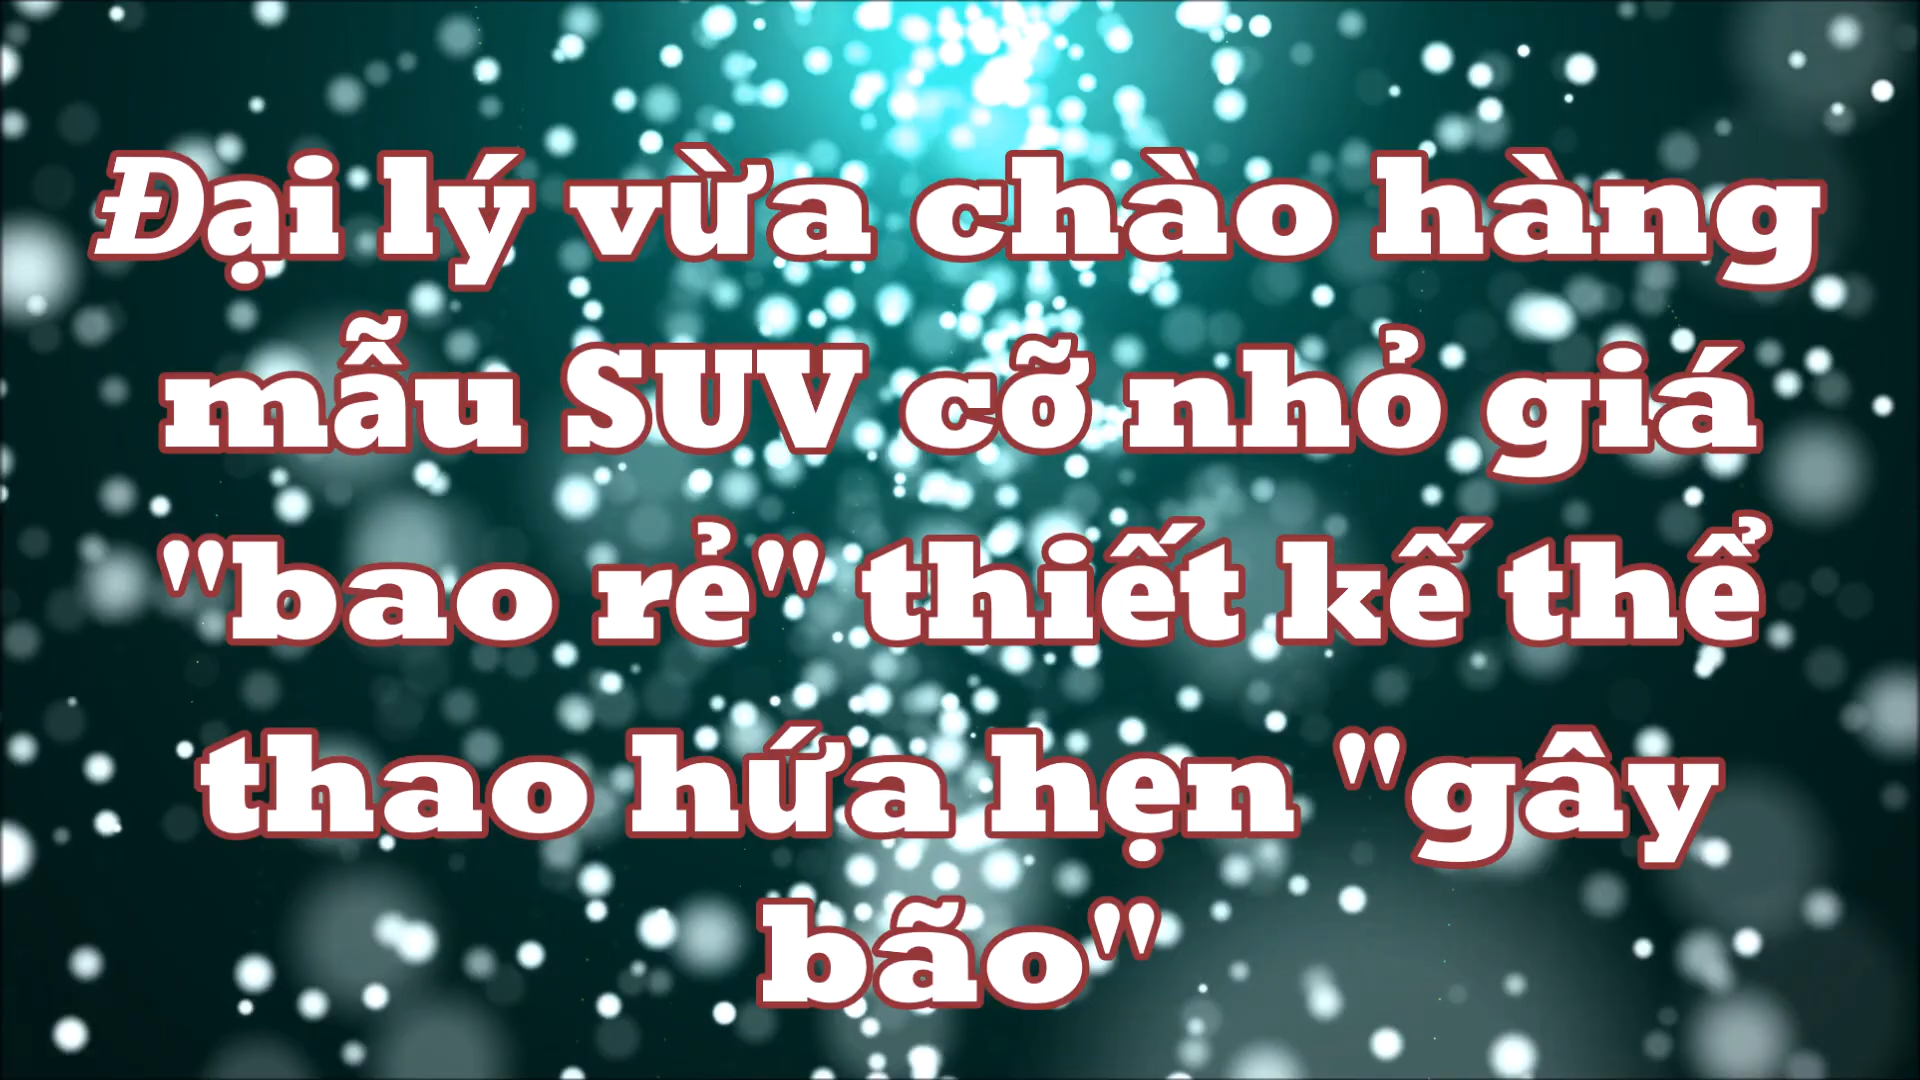 Đại lý vừa chào hàng
mẫu SUV cỡ nhỏ giá
"bao rẻ" thiết kế thể
thao hứa hẹn "gây
bão"